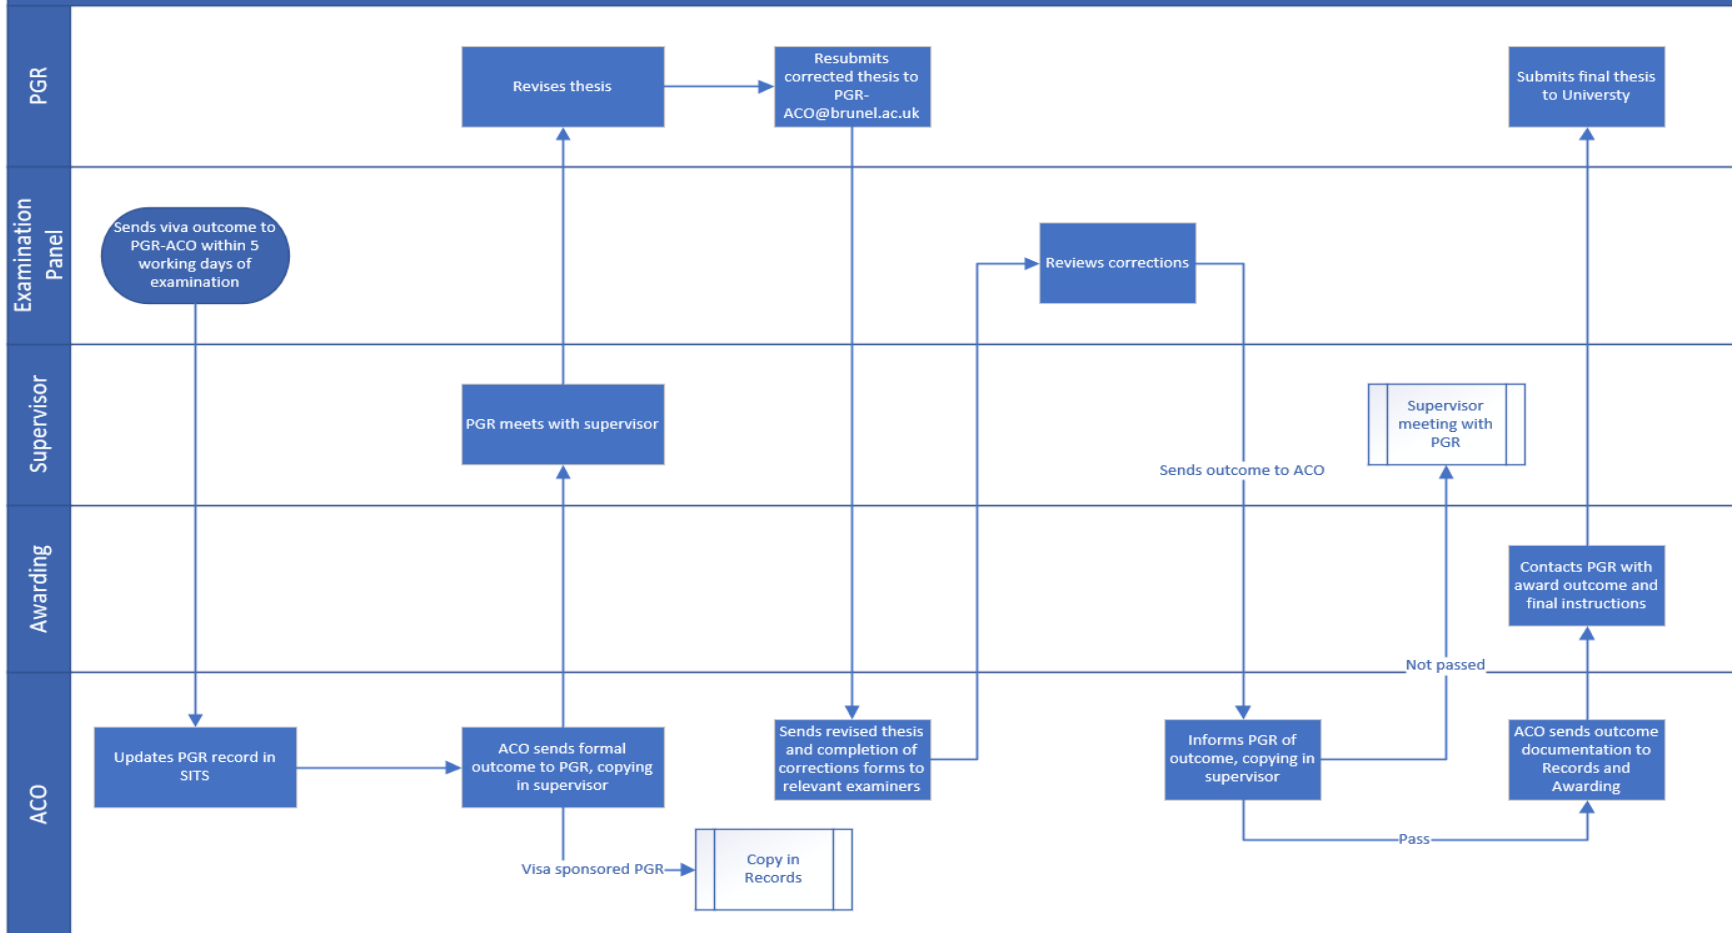 PGR
Revises thesis
Resubmits
corrected thesis to
PGR-
ACO@brunel.ac.uk
Submits final thesis
to Universty
Examination
Panel
Sends viva outcome to
PGR-ACO within 5
working days of
examination
Reviews corrections
Supervisor
PGR meets with supervisor
Sends outcome to ACO
Supervisor
meeting with
PGR
Awarding
Contacts PGR with
award outcome and
final instructions
Not passed
ACO
Updates PGR record in
SITS
ACO sends formal
outcome to PGR, copying
in supervisor
Visa sponsored PGR
Copy in
Records
Sends revised thesis
and completion of
corrections forms to
relevant examiners
Informs PGR of
outcome, copying in
supervisor
Pass
ACO sends outcome
documentation to
Records and
Awarding